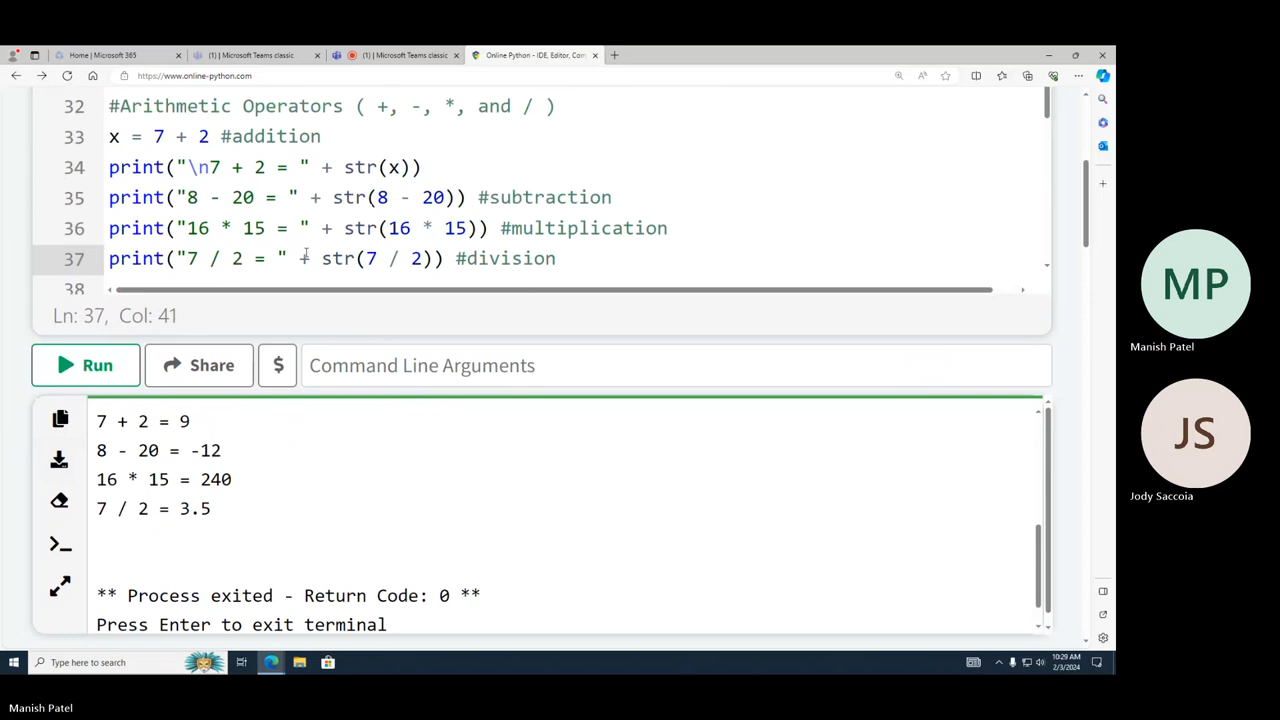 Home | Microsoft 365
(1) | Microsoft Teams classic
(1) | Microsoft Teams classic
Online Python - IDE, Editor, Com
https://www.online-python.com
32 #Arithmetic Operators ( +, -, *, and / )
33 x = 7 + 2 #addition
34 print("\n7 + 2 = " + str(x))
35 print("8 - 20 = " + str(8 - 20)) #subtraction
36 print("16 * 15 = " + str(16 * 15)) #multiplication
37 print("7 / 2 = " + str(7 / 2)) #division
38
Ln: 37, Col: 41
Run
Share
$
Command Line Arguments
7 + 2 = 9
8 - 20 = -12
16 * 15 = 240
7 / 2 = 3.5
** Process exited - Return Code: 0 **
Press Enter to exit terminal
Type here to search
10:29 AM
2/3/2024
MP
Manish Patel
JS
Jody Saccoia
Manish Patel